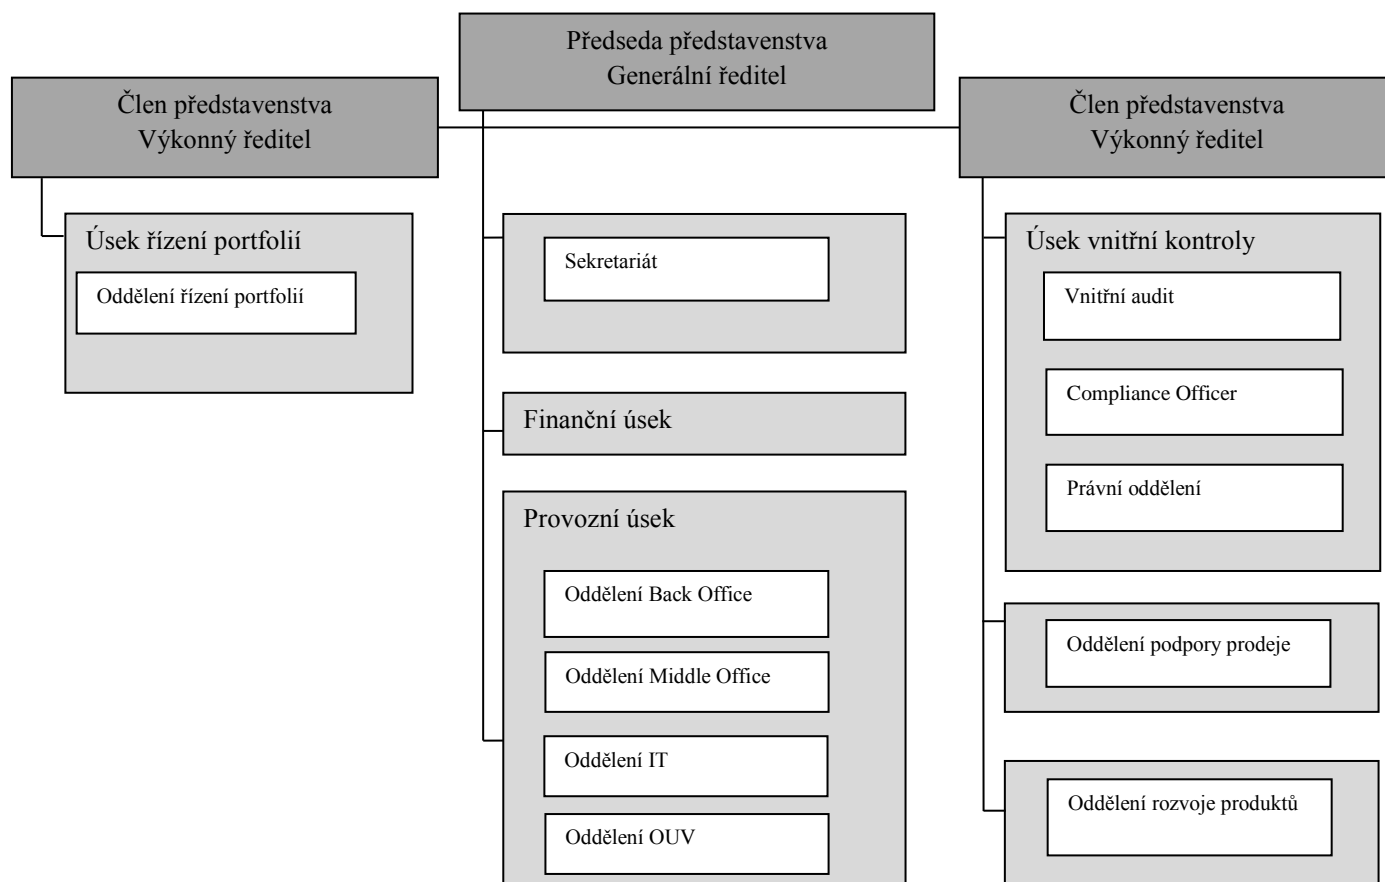 Předseda představenstva
Generální ředitel
Člen představenstva
Výkonný ředitel
Člen představenstva
Výkonný ředitel
Úsek řízení portfolií
Oddělení řízení portfolií
Sekretariát
Finanční úsek
Provozní úsek
Oddělení Back Office
Oddělení Middle Office
Oddělení IT
Oddělení OUV
Úsek vnitřní kontroly
Vnitřní audit
Compliance Officer
Právní oddělení
Oddělení podpory prodeje
Oddělení rozvoje produktů